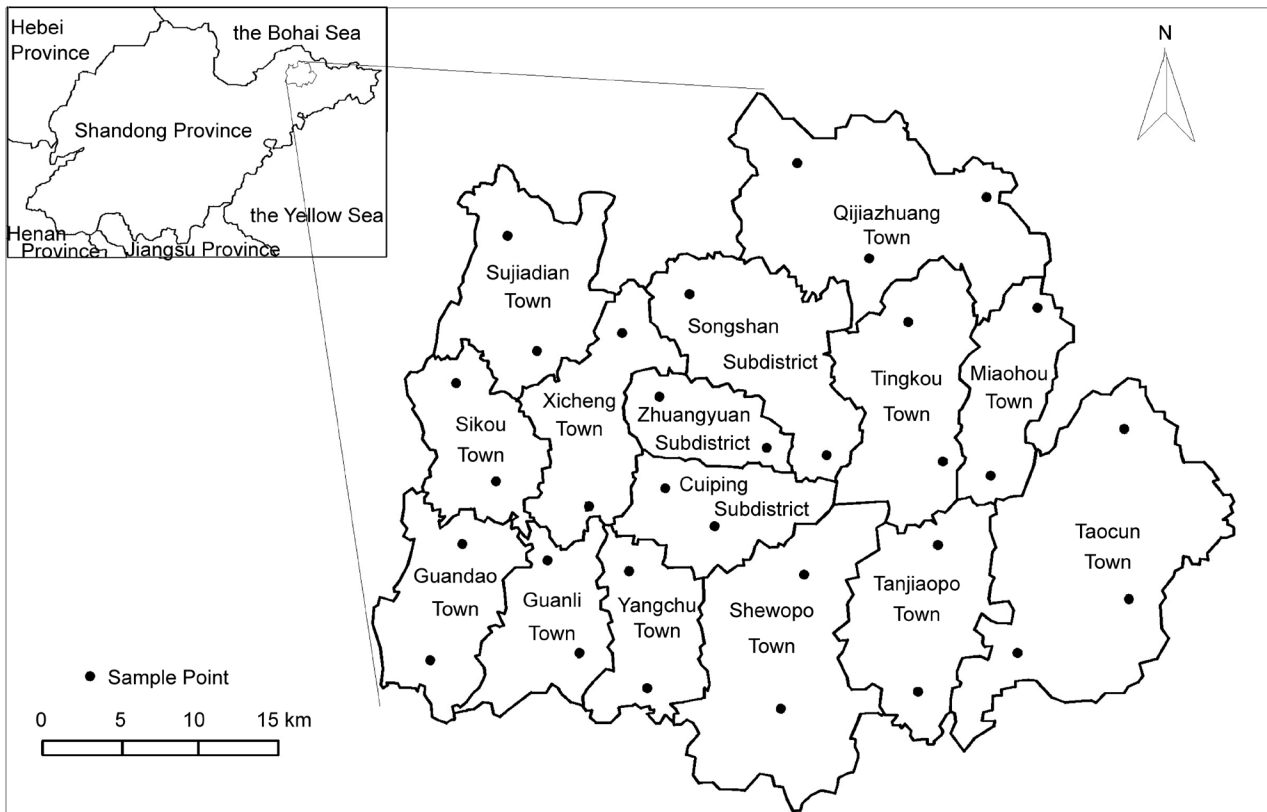 Hebei
Province
the Bohai Sea
Shandong Province
the Yellow Sea
Henan
Province
Jiangsu Province
N
Qijiazhuang
Town
Sujiadian
Town
Songshan
Subdistrict
Tingkou
Town
Miaohou
Town
Xicheng
Town
Zhuangyuan
Subdistrict
Sikou
Town
Cuiping
Subdistrict
Taocun
Town
Guandao
Town
Guanli
Town
Yangchu
Town
Shewopo
Town
Tanjiaopo
Town
Sample Point
0 5 10 15 km